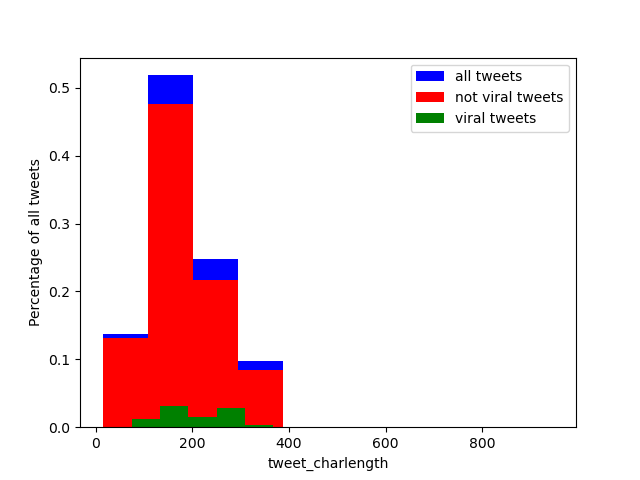 all tweets
not viral tweets
viral tweets
0.5
0.4
0.3
0.2
0.1
0.0
Percentage of all tweets
0 200 400 600 800
tweet_charlength